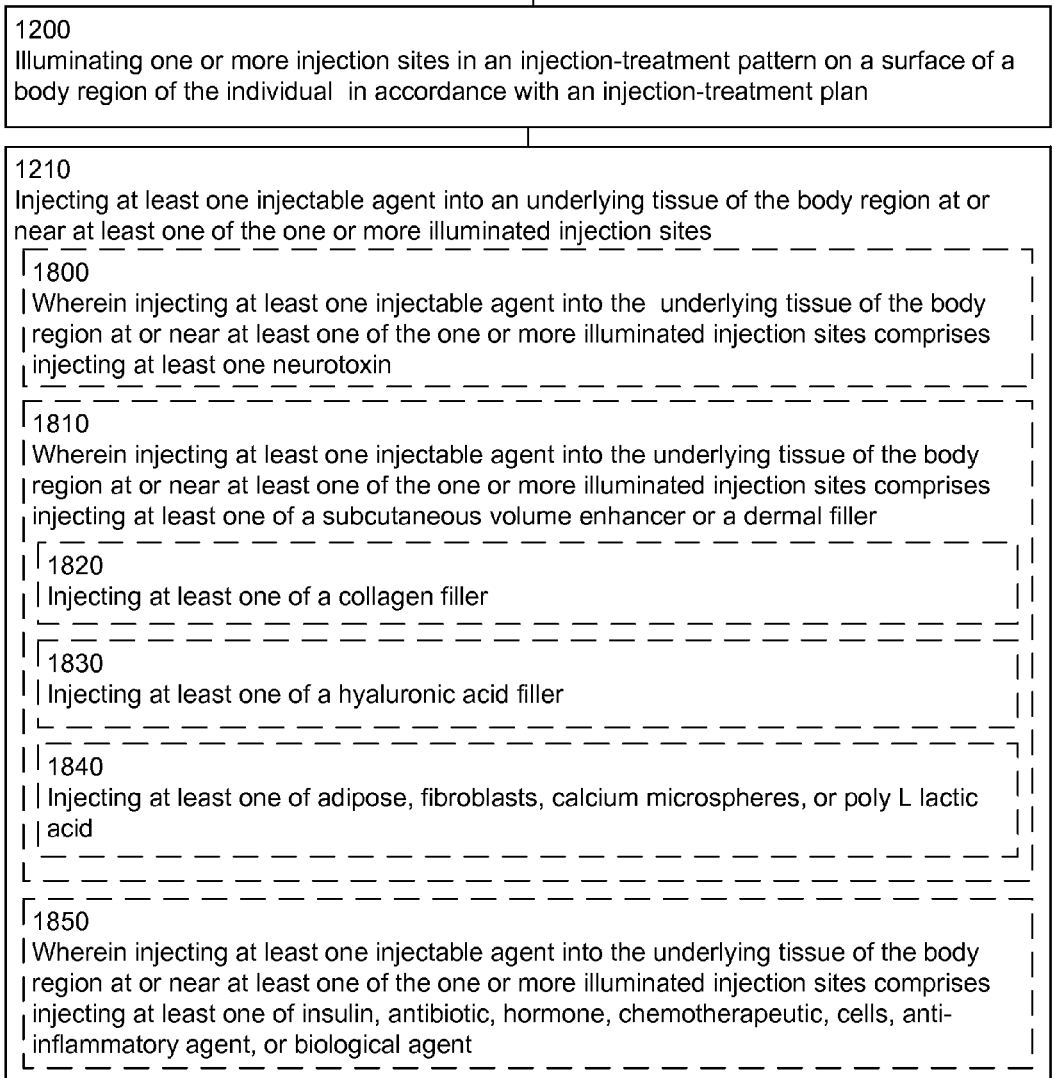 1200
Illuminating one or more injection sites in an injection-treatment pattern on a surface of a
body region of the individual in accordance with an injection-treatment plan
1210
Injecting at least one injectable agent into an underlying tissue of the body region at or
near at least one of the one or more illuminated injection sites
1800
Wherein injecting at least one injectable agent into the underlying tissue of the body
region at or near at least one of the one or more illuminated injection sites comprises
injecting at least one neurotoxin
1810
Wherein injecting at least one injectable agent into the underlying tissue of the body
region at or near at least one of the one or more illuminated injection sites comprises
injecting at least one of a subcutaneous volume enhancer or a dermal filler
1820
Injecting at least one of a collagen filler
1830
Injecting at least one of a hyaluronic acid filler
1840
Injecting at least one of adipose, fibroblasts, calcium microspheres, or poly L lactic
acid
1850
Wherein injecting at least one injectable agent into the underlying tissue of the body
region at or near at least one of the one or more illuminated injection sites comprises
injecting at least one of insulin, antibiotic, hormone, chemotherapeutic, cells, anti-
inflammatory agent, or biological agent